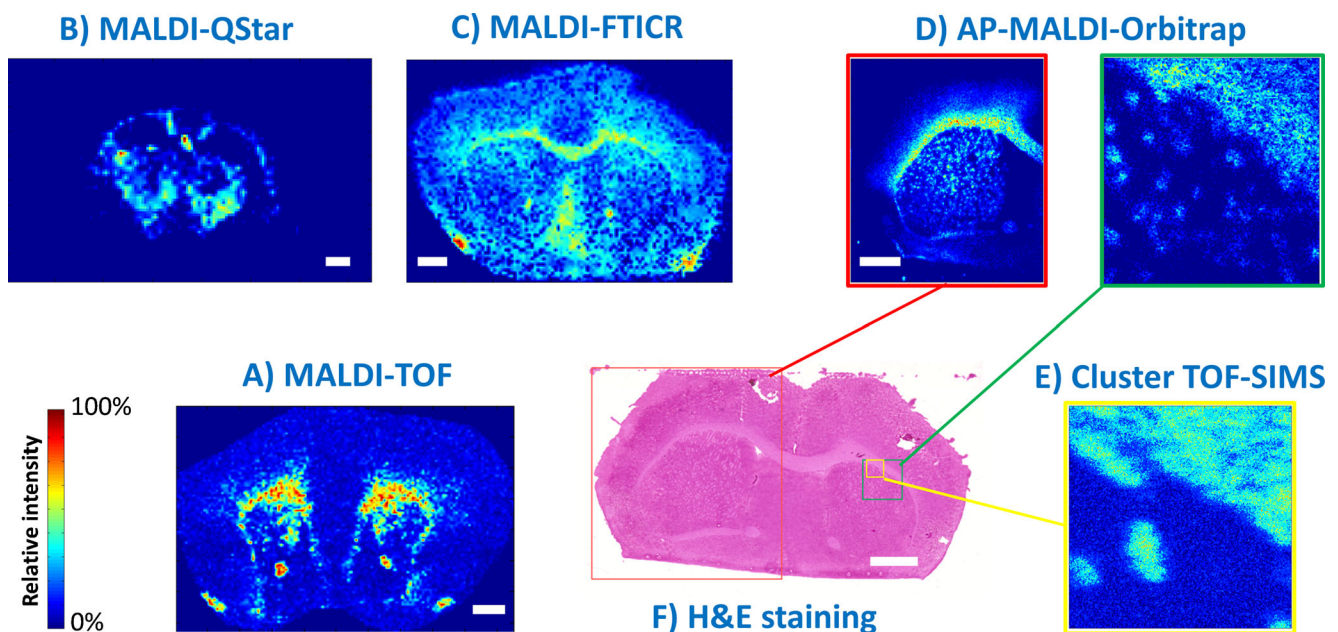 B) MALDI-QStar
C) MALDI-FTICR
D) AP-MALDI-Orbitrap
A) MALDI-TOF
E) Cluster TOF-SIMS
100%
Relative intensity
0%
F) H&E staining